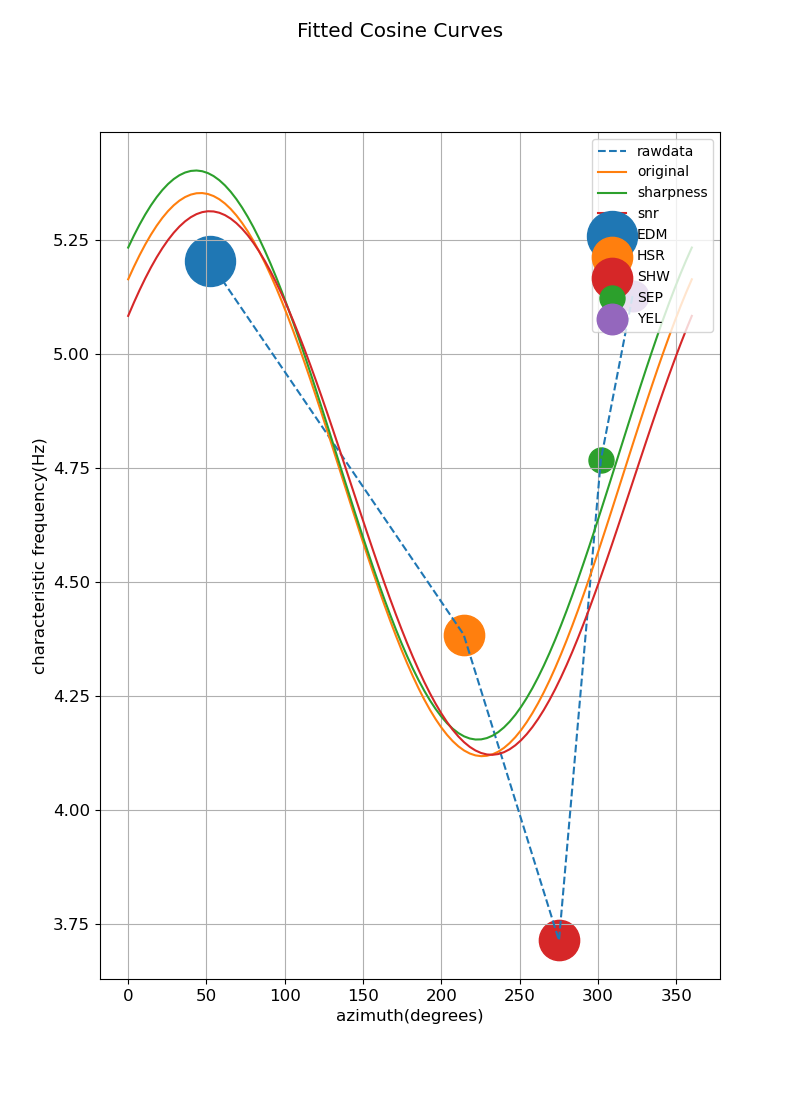 Fitted Cosine Curves
rawdata
original
sharpness
snr
EDM
HSR
SHW
SEP
YEL
5.25
5.00
4.75
4.50
4.25
4.00
3.75
characteristic frequency(Hz)
0 50 100 150 200 250 300 350
azimuth(degrees)